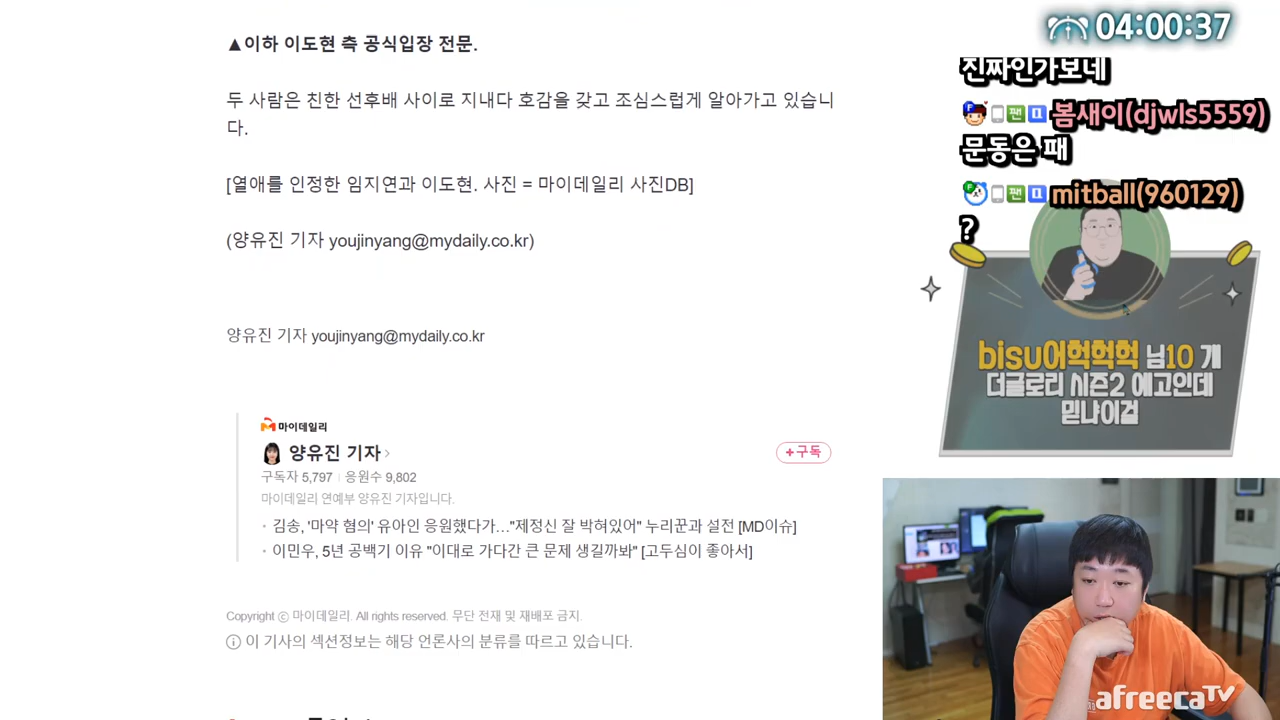 ▲이하 이도현 측 공식입장 전문.
두 사람은 친한 선후배 사이로 지내다 호감을 갖고 조심스럽게 알아가고 있습니
다.
[열애를 인정한 임지연과 이도현. 사진 = 마이데일리 사진DB]
(양유진 기자 youjinyang@mydaily.co.kr)
양유진 기자 youjinyang@mydaily.co.kr
마이데일리
양유진 기자
+구독
구독자 5,797 응원수 9,802
마이데일리 연예부 양유진 기자입니다.
· 김송, '마약 혐의' 유아인 응원했다가..."제정신 잘 박혀있어" 누리꾼과 설전 [MD이슈]
· 이민우, 5년 공백기 이유 "이대로 가다간 큰 문제 생길까봐" [고두심이 좋아서]
Copyright ⓒ 마이데일리. All rights reserved. 무단 전재 및 재배포 금지.
이 기사의 섹션정보는 해당 언론사의 분류를 따르고 있습니다.
04:00:37
진짜인가보네
봄새이(djwls5559)
문동은 패
mitball(960129)
?
bisu어헉헉헉 님10 개
더글로리 시즌2 예고인데
믿냐이걸
afreecaTV